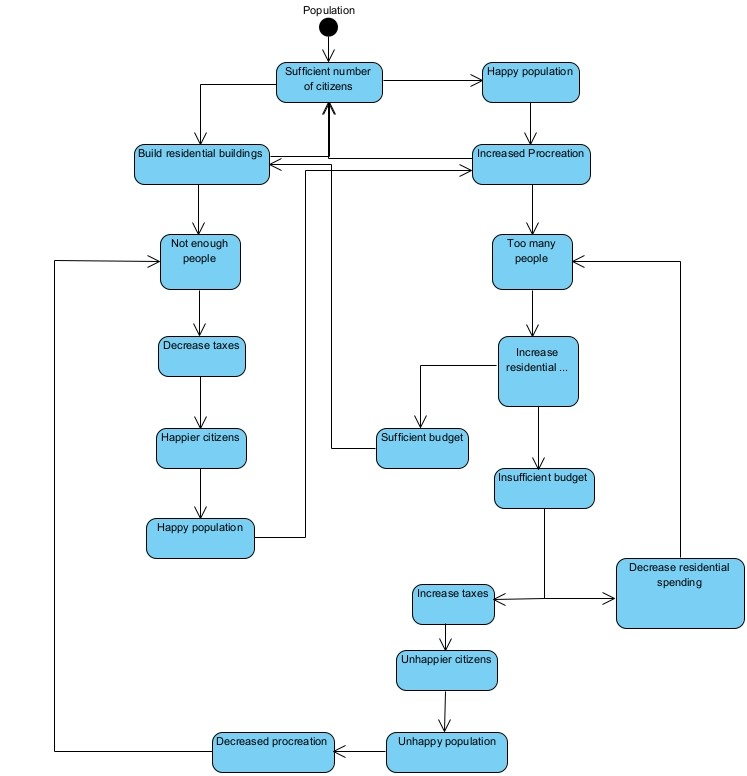 Population
Sufficient number
of citizens
Happy population
Build residential buildings
Increased Procreation
Not enough
people
Too many
people
Decrease taxes
Increase
residential ...
Happier citizens
Sufficient budget
Insufficient budget
Happy population
Decrease residential
spending
Increase taxes
Unhappier citizens
Decreased procreation
Unhappy population